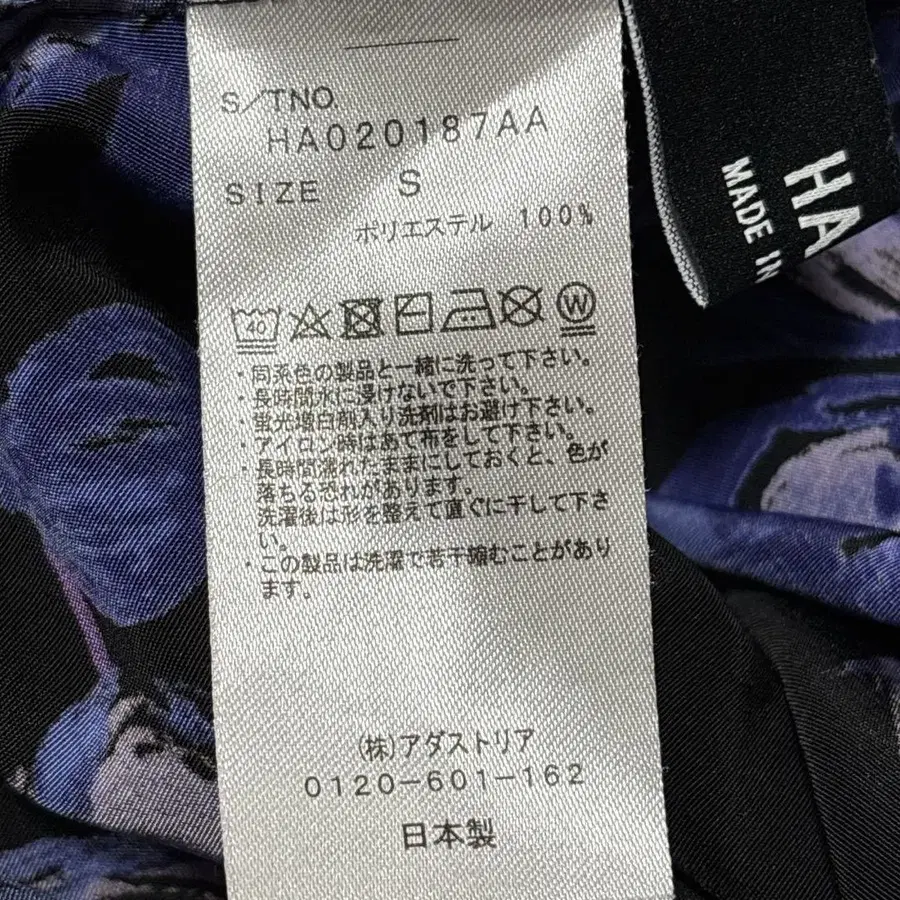 S/TNO.
HA020187AA
SIZE S
ポリエステル 100%
40
W
・同系色の製品と一緒に洗って下さい。
・長時間水に浸けないで下さい。
・蛍光増白剤入り洗剤はお避け下さい。
・アイロン時はあて布をして下さい。
・長時間濡れたままにしておくと、色が
落ちる恐れがあります。
洗濯後は形を整えて直ぐに干して下さ
い。
・この製品は洗濯で若干縮むことがあり
ます。
(株)アダストリア
0120-601-162
日本製
HA
MADE IN